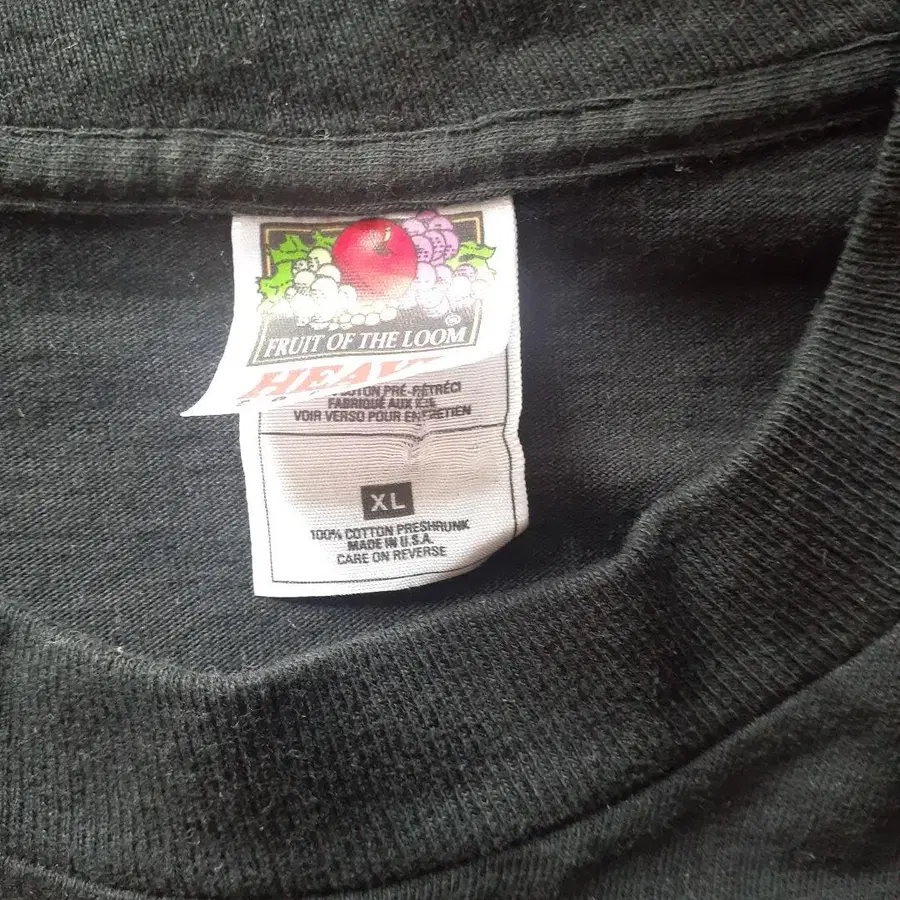 FRUIT OF THE LOOM®
HEAV
COTON PRÉ-RÉTRÉCI
FABRIQUÉ AUX É.U.
VOIR VERSO POUR ENTRETIEN
XL
100% COTTON PRESHRUNK
MADE IN U.S.A.
CARE ON REVERSE